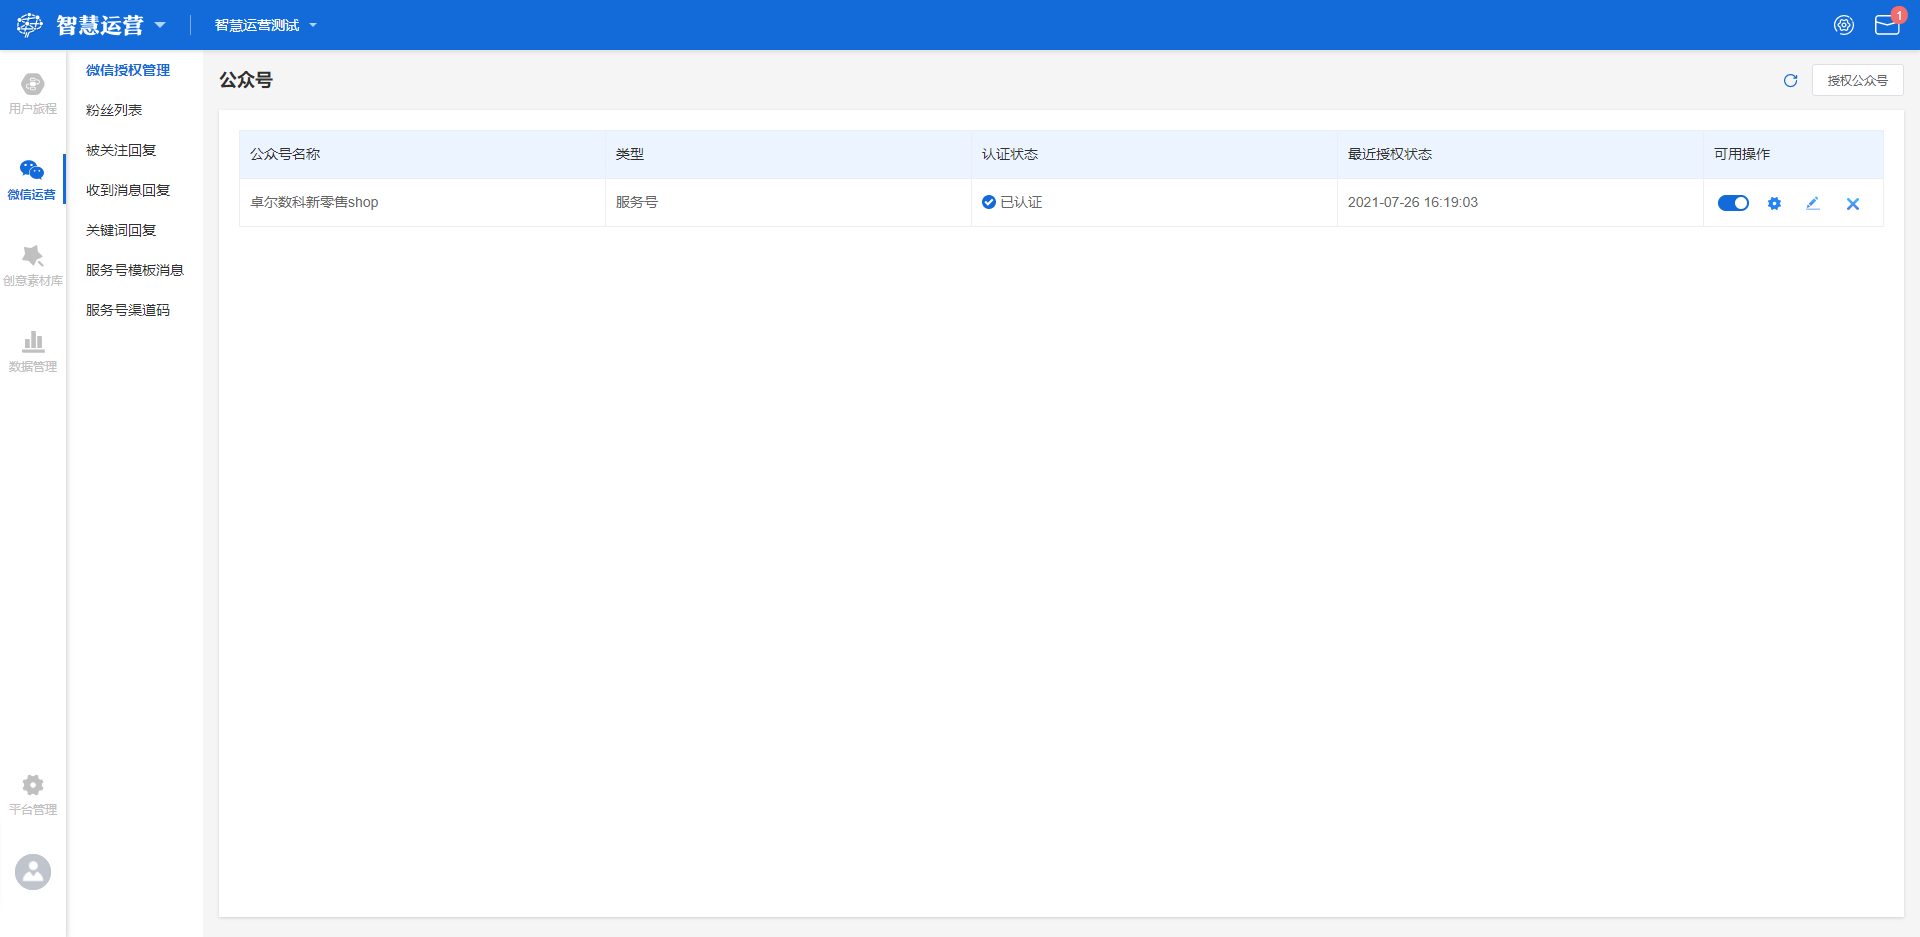 智慧运营
智慧运营测试
1
用户旅程
微信运营
创意素材库
数据管理
平台管理
微信授权管理
粉丝列表
被关注回复
收到消息回复
关键词回复
服务号模板消息
服务号渠道码
公众号
授权公众号
公众号名称 类型 认证状态 最近授权状态 可用操作
卓尔数科新零售shop 服务号 已认证 2021-07-26 16:19:03